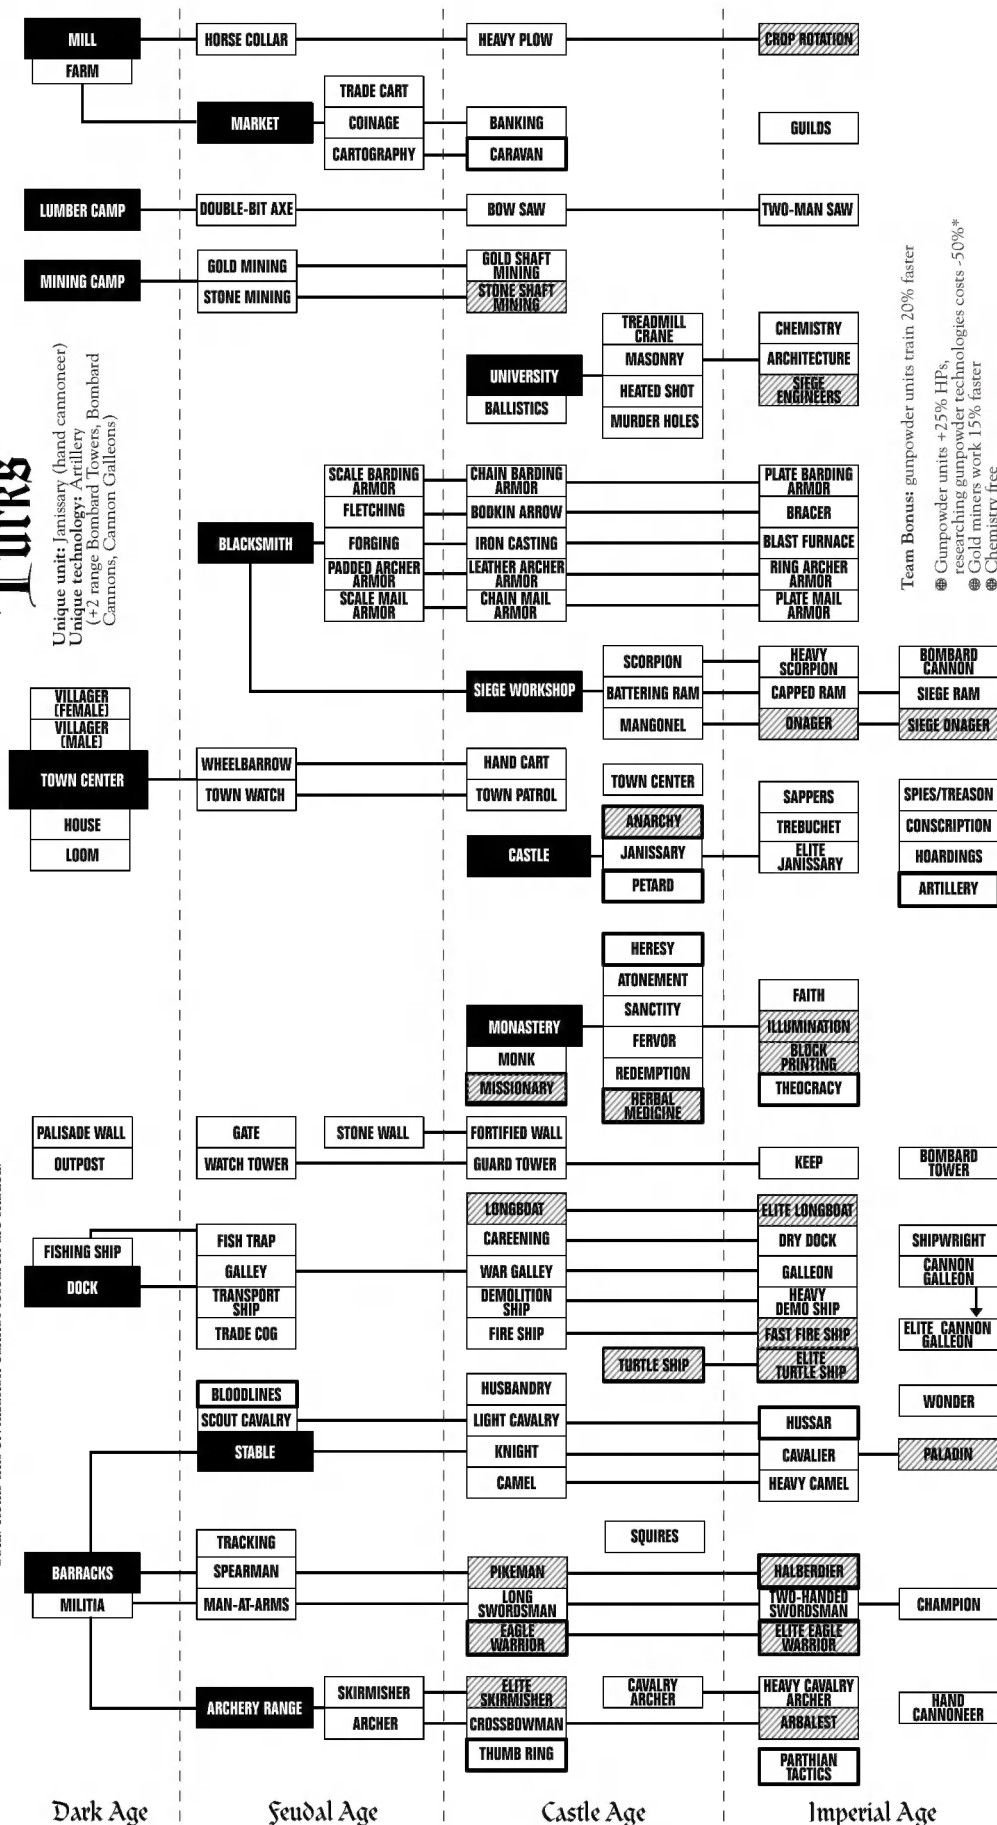 MILL
HORSE COLLAR
HEAVY PLOW
CROP ROTATION
FARM
TRADE CART
MARKET
COINAGE
BANKING
GUILDS
CARTOGRAPHY
CARAVAN
LUMBER CAMP
DOUBLE-BIT AXE
BOW SAW
TWO-MAN SAW
MINING CAMP
GOLD MINING
GOLD SHAFT
MINING
STONE MINING
STONE SHAFT
MINING
Turks
Unique unit: Janissary (hand cannoneer)
Unique technology: Artillery
(+2 range Bombard Towers, Bombard
Cannons, Cannon Galleons)
Team Bonus: gunpowder units train 20% faster
Gunpowder units +25% HPs,
researching gunpowder technologies costs -50%*
Gold miners work 15% faster
Chemistry free
UNIVERSITY
BALLISTICS
TREADMILL
CRANE
MASONRY
HEATED SHOT
MURDER HOLES
CHEMISTRY
ARCHITECTURE
SIEGE
ENGINEERS
BLACKSMITH
SCALE BARDING
ARMOR
CHAIN BARDING
ARMOR
PLATE BARDING
ARMOR
FLETCHING
BODKIN ARROW
BRACER
FORGING
IRON CASTING
BLAST FURNACE
PADDED ARCHER
ARMOR
LEATHER ARCHER
ARMOR
RING ARCHER
ARMOR
SCALE MAIL
ARMOR
CHAIN MAIL
ARMOR
PLATE MAIL
ARMOR
SIEGE WORKSHOP
SCORPION
HEAVY
SCORPION
BOMBARD
CANNON
BATTERING RAM
CAPPED RAM
SIEGE RAM
MANGONEL
ONAGER
SIEGE ONAGER
VILLAGER
(FEMALE)
VILLAGER
(MALE)
TOWN CENTER
HOUSE
LOOM
WHEELBARROW
HAND CART
TOWN WATCH
TOWN PATROL
TOWN CENTER
CASTLE
ANARCHY
JANISSARY
PETARD
SAPPERS
TREBUCHET
ELITE
JANISSARY
SPIES/TREASON
CONSCRIPTION
HOARDINGS
ARTILLERY
MONASTERY
MONK
MISSIONARY
HERESY
ATONEMENT
SANCTITY
FERVOR
REDEMPTION
HERBAL
MEDICINE
FAITH
ILLUMINATION
BLOCK
PRINTING
THEOCRACY
PALISADE WALL
GATE
STONE WALL
FORTIFIED WALL
OUTPOST
WATCH TOWER
GUARD TOWER
KEEP
BOMBARD
TOWER
FISHING SHIP
DOCK
FISH TRAP
GALLEY
TRANSPORT
SHIP
TRADE COG
LONGBOAT
ELITE LONGBOAT
CAREENING
DRY DOCK
SHIPWRIGHT
WAR GALLEY
GALLEON
CANNON
GALLEON
DEMOLITION
SHIP
HEAVY
DEMO SHIP
FIRE SHIP
FAST FIRE SHIP
ELITE CANNON
GALLEON
TURTLE SHIP
ELITE
TURTLE SHIP
BLOODLINES
SCOUT CAVALRY
STABLE
HUSBANDRY
LIGHT CAVALRY
HUSSAR
WONDER
KNIGHT
CAVALIER
PALADIN
CAMEL
HEAVY CAMEL
BARRACKS
MILITIA
TRACKING
SQUIRES
SPEARMAN
PIKEMAN
HALBERDIER
MAN-AT-ARMS
LONG
SWORDSMAN
TWO-HANDED
SWORDSMAN
CHAMPION
EAGLE
WARRIOR
ELITE EAGLE
WARRIOR
ARCHERY RANGE
SKIRMISHER
ELITE
SKIRMISHER
CAVALRY
ARCHER
HEAVY CAVALRY
ARCHER
HAND
CANNONEER
ARCHER
CROSSBOWMAN
ARBALEST
THUMB RING
PARTHIAN
TACTICS
Dark Age
Feudal Age
Castle Age
Imperial Age